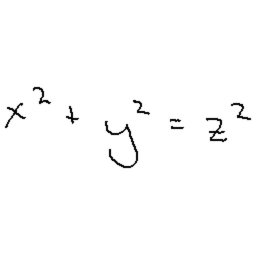 x² + y² = z²